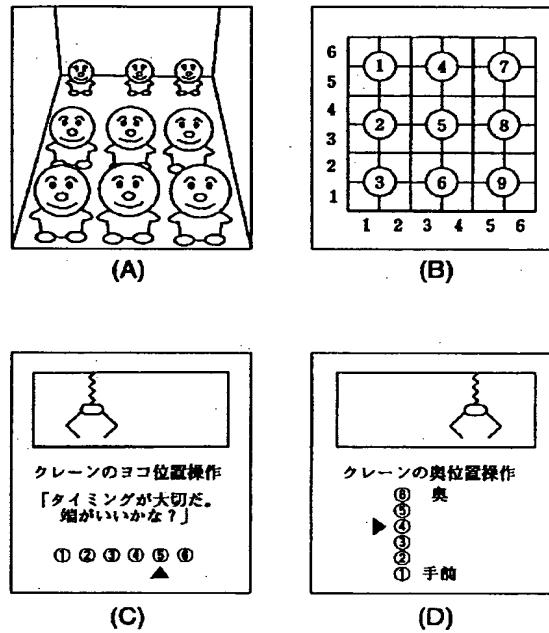 (A)
6 ① ④ ⑦
5
4 ② ⑤ ⑧
3
2 ③ ⑥ ⑨
1
1 2 3 4 5 6
(B)
クレーンのヨコ位置操作
「タイミングが大切だ。
端がいいかな?」
① ② ③ ④ ⑤ ⑥
▲
(C)
クレーンの奥位置操作
⑥ 奥
⑤
▶ ④
③
②
① 手前
(D)